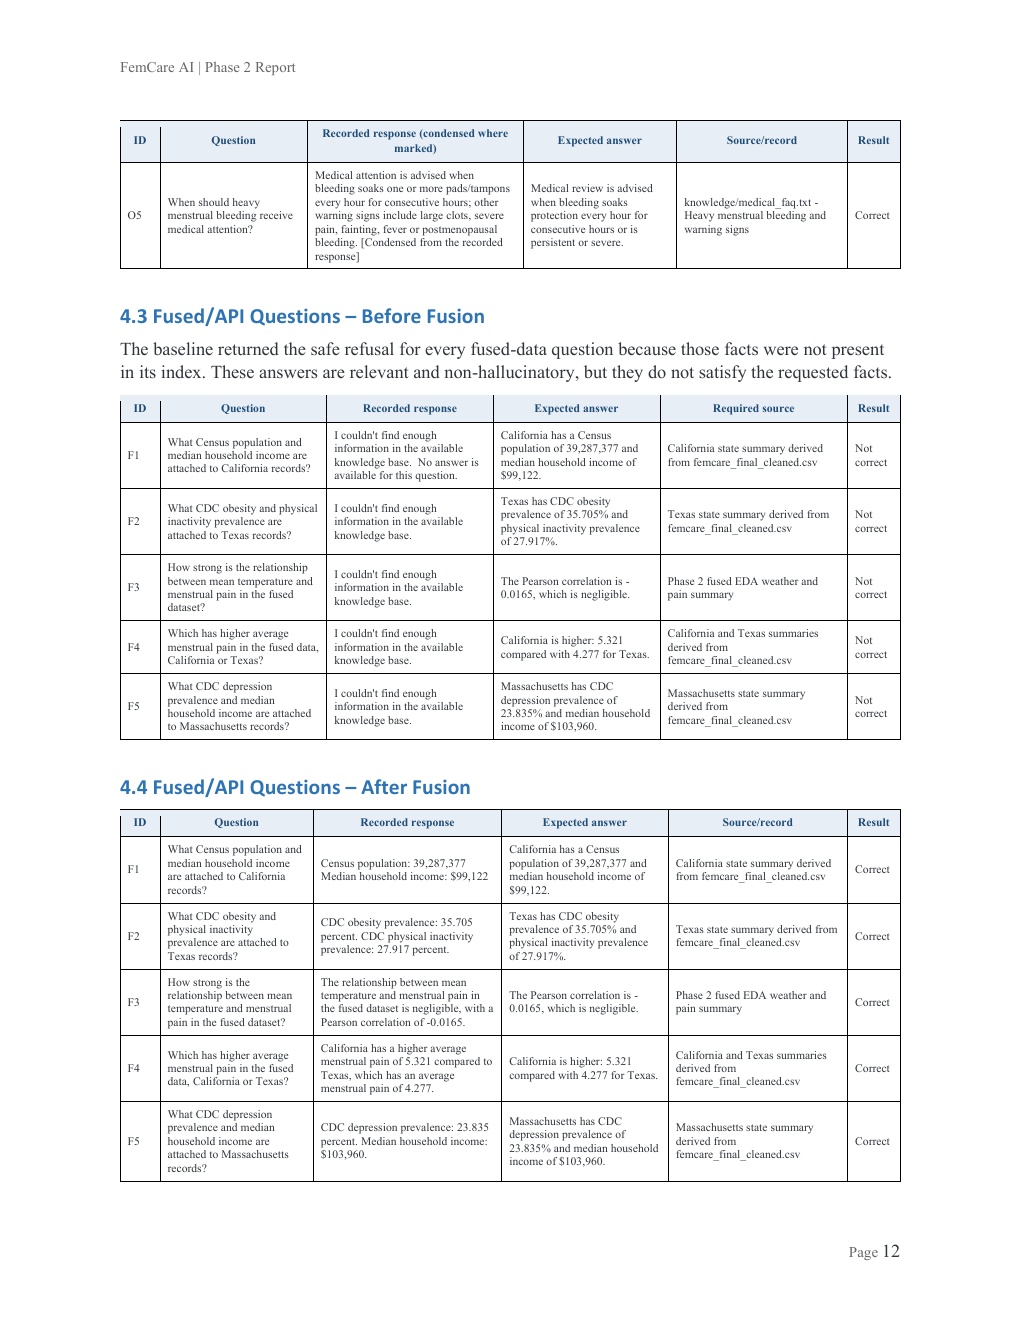 FemCare AI | Phase 2 Report
ID
Question
Recorded response (condensed where
marked)
Expected answer
Source/record
Result
O5
When should heavy
menstrual bleeding receive
medical attention?
Medical attention is advised when
bleeding soaks one or more pads/tampons
every hour for consecutive hours; other
warning signs include large clots, severe
pain, fainting, fever or postmenopausal
bleeding. [Condensed from the recorded
response]
Medical review is advised
when bleeding soaks
protection every hour for
consecutive hours or is
persistent or severe.
knowledge/medical_faq.txt -
Heavy menstrual bleeding and
warning signs
Correct
4.3 Fused/API Questions – Before Fusion
The baseline returned the safe refusal for every fused-data question because those facts were not present
in its index. These answers are relevant and non-hallucinatory, but they do not satisfy the requested facts.
ID
Question
Recorded response
Expected answer
Required source
Result
F1
What Census population and
median household income are
attached to California records?
I couldn't find enough
information in the available
knowledge base.  No answer is
available for this question.
California has a Census
population of 39,287,377 and
median household income of
$99,122.
California state summary derived
from femcare_final_cleaned.csv
Not
correct
F2
What CDC obesity and physical
inactivity prevalence are
attached to Texas records?
I couldn't find enough
information in the available
knowledge base.
Texas has CDC obesity
prevalence of 35.705% and
physical inactivity prevalence
of 27.917%.
Texas state summary derived from
femcare_final_cleaned.csv
Not
correct
F3
How strong is the relationship
between mean temperature and
menstrual pain in the fused
dataset?
I couldn't find enough
information in the available
knowledge base.
The Pearson correlation is -
0.0165, which is negligible.
Phase 2 fused EDA weather and
pain summary
Not
correct
F4
Which has higher average
menstrual pain in the fused data,
California or Texas?
I couldn't find enough
information in the available
knowledge base.
California is higher: 5.321
compared with 4.277 for Texas.
California and Texas summaries
derived from
femcare_final_cleaned.csv
Not
correct
F5
What CDC depression
prevalence and median
household income are attached
to Massachusetts records?
I couldn't find enough
information in the available
knowledge base.
Massachusetts has CDC
depression prevalence of
23.835% and median household
income of $103,960.
Massachusetts state summary
derived from
femcare_final_cleaned.csv
Not
correct
4.4 Fused/API Questions – After Fusion
ID
Question
Recorded response
Expected answer
Source/record
Result
F1
What Census population and
median household income
are attached to California
records?
Census population: 39,287,377
Median household income: $99,122
California has a Census
population of 39,287,377 and
median household income of
$99,122.
California state summary derived
from femcare_final_cleaned.csv
Correct
F2
What CDC obesity and
physical inactivity
prevalence are attached to
Texas records?
CDC obesity prevalence: 35.705
percent. CDC physical inactivity
prevalence: 27.917 percent.
Texas has CDC obesity
prevalence of 35.705% and
physical inactivity prevalence
of 27.917%.
Texas state summary derived from
femcare_final_cleaned.csv
Correct
F3
How strong is the
relationship between mean
temperature and menstrual
pain in the fused dataset?
The relationship between mean
temperature and menstrual pain in
the fused dataset is negligible, with a
Pearson correlation of -0.0165.
The Pearson correlation is -
0.0165, which is negligible.
Phase 2 fused EDA weather and
pain summary
Correct
F4
Which has higher average
menstrual pain in the fused
data, California or Texas?
California has a higher average
menstrual pain of 5.321 compared to
Texas, which has an average
menstrual pain of 4.277.
California is higher: 5.321
compared with 4.277 for Texas.
California and Texas summaries
derived from
femcare_final_cleaned.csv
Correct
F5
What CDC depression
prevalence and median
household income are
attached to Massachusetts
records?
CDC depression prevalence: 23.835
percent. Median household income:
$103,960.
Massachusetts has CDC
depression prevalence of
23.835% and median household
income of $103,960.
Massachusetts state summary
derived from
femcare_final_cleaned.csv
Correct
Page 12